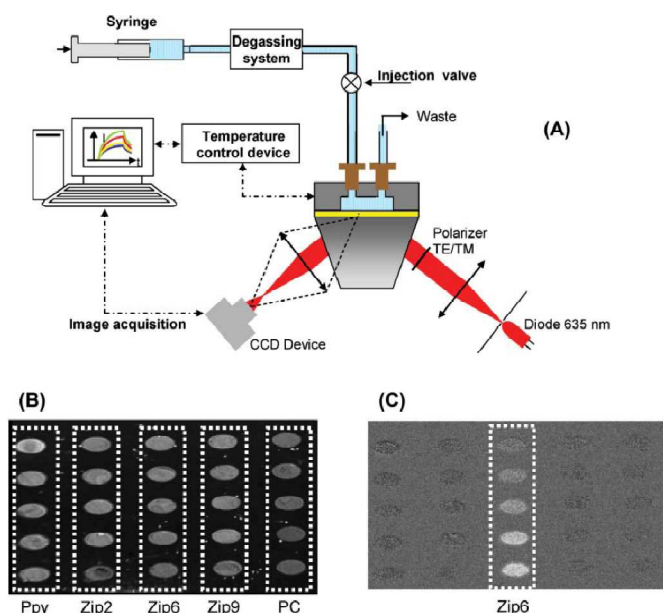 Syringe
Degassing
system
Injection valve
Waste
(A)
Temperature
control device
Polarizer
TE/TM
Image acquisition
CCD Device
Diode 635 nm
(B)
(C)
Ppy Zip2 Zip6 Zip9 PC
Zip6